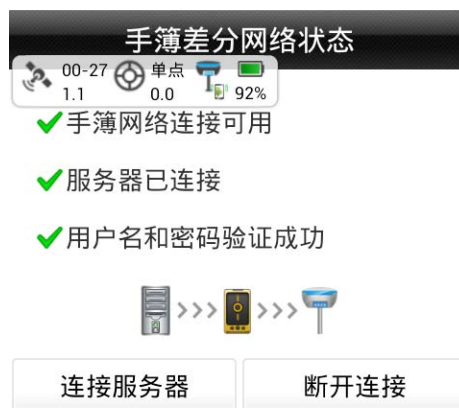 手簿差分网络状态
00-27 单点
1.1 0.0 92%
手簿网络连接可用
服务器已连接
用户名和密码验证成功
>>> >>>
连接服务器 断开连接